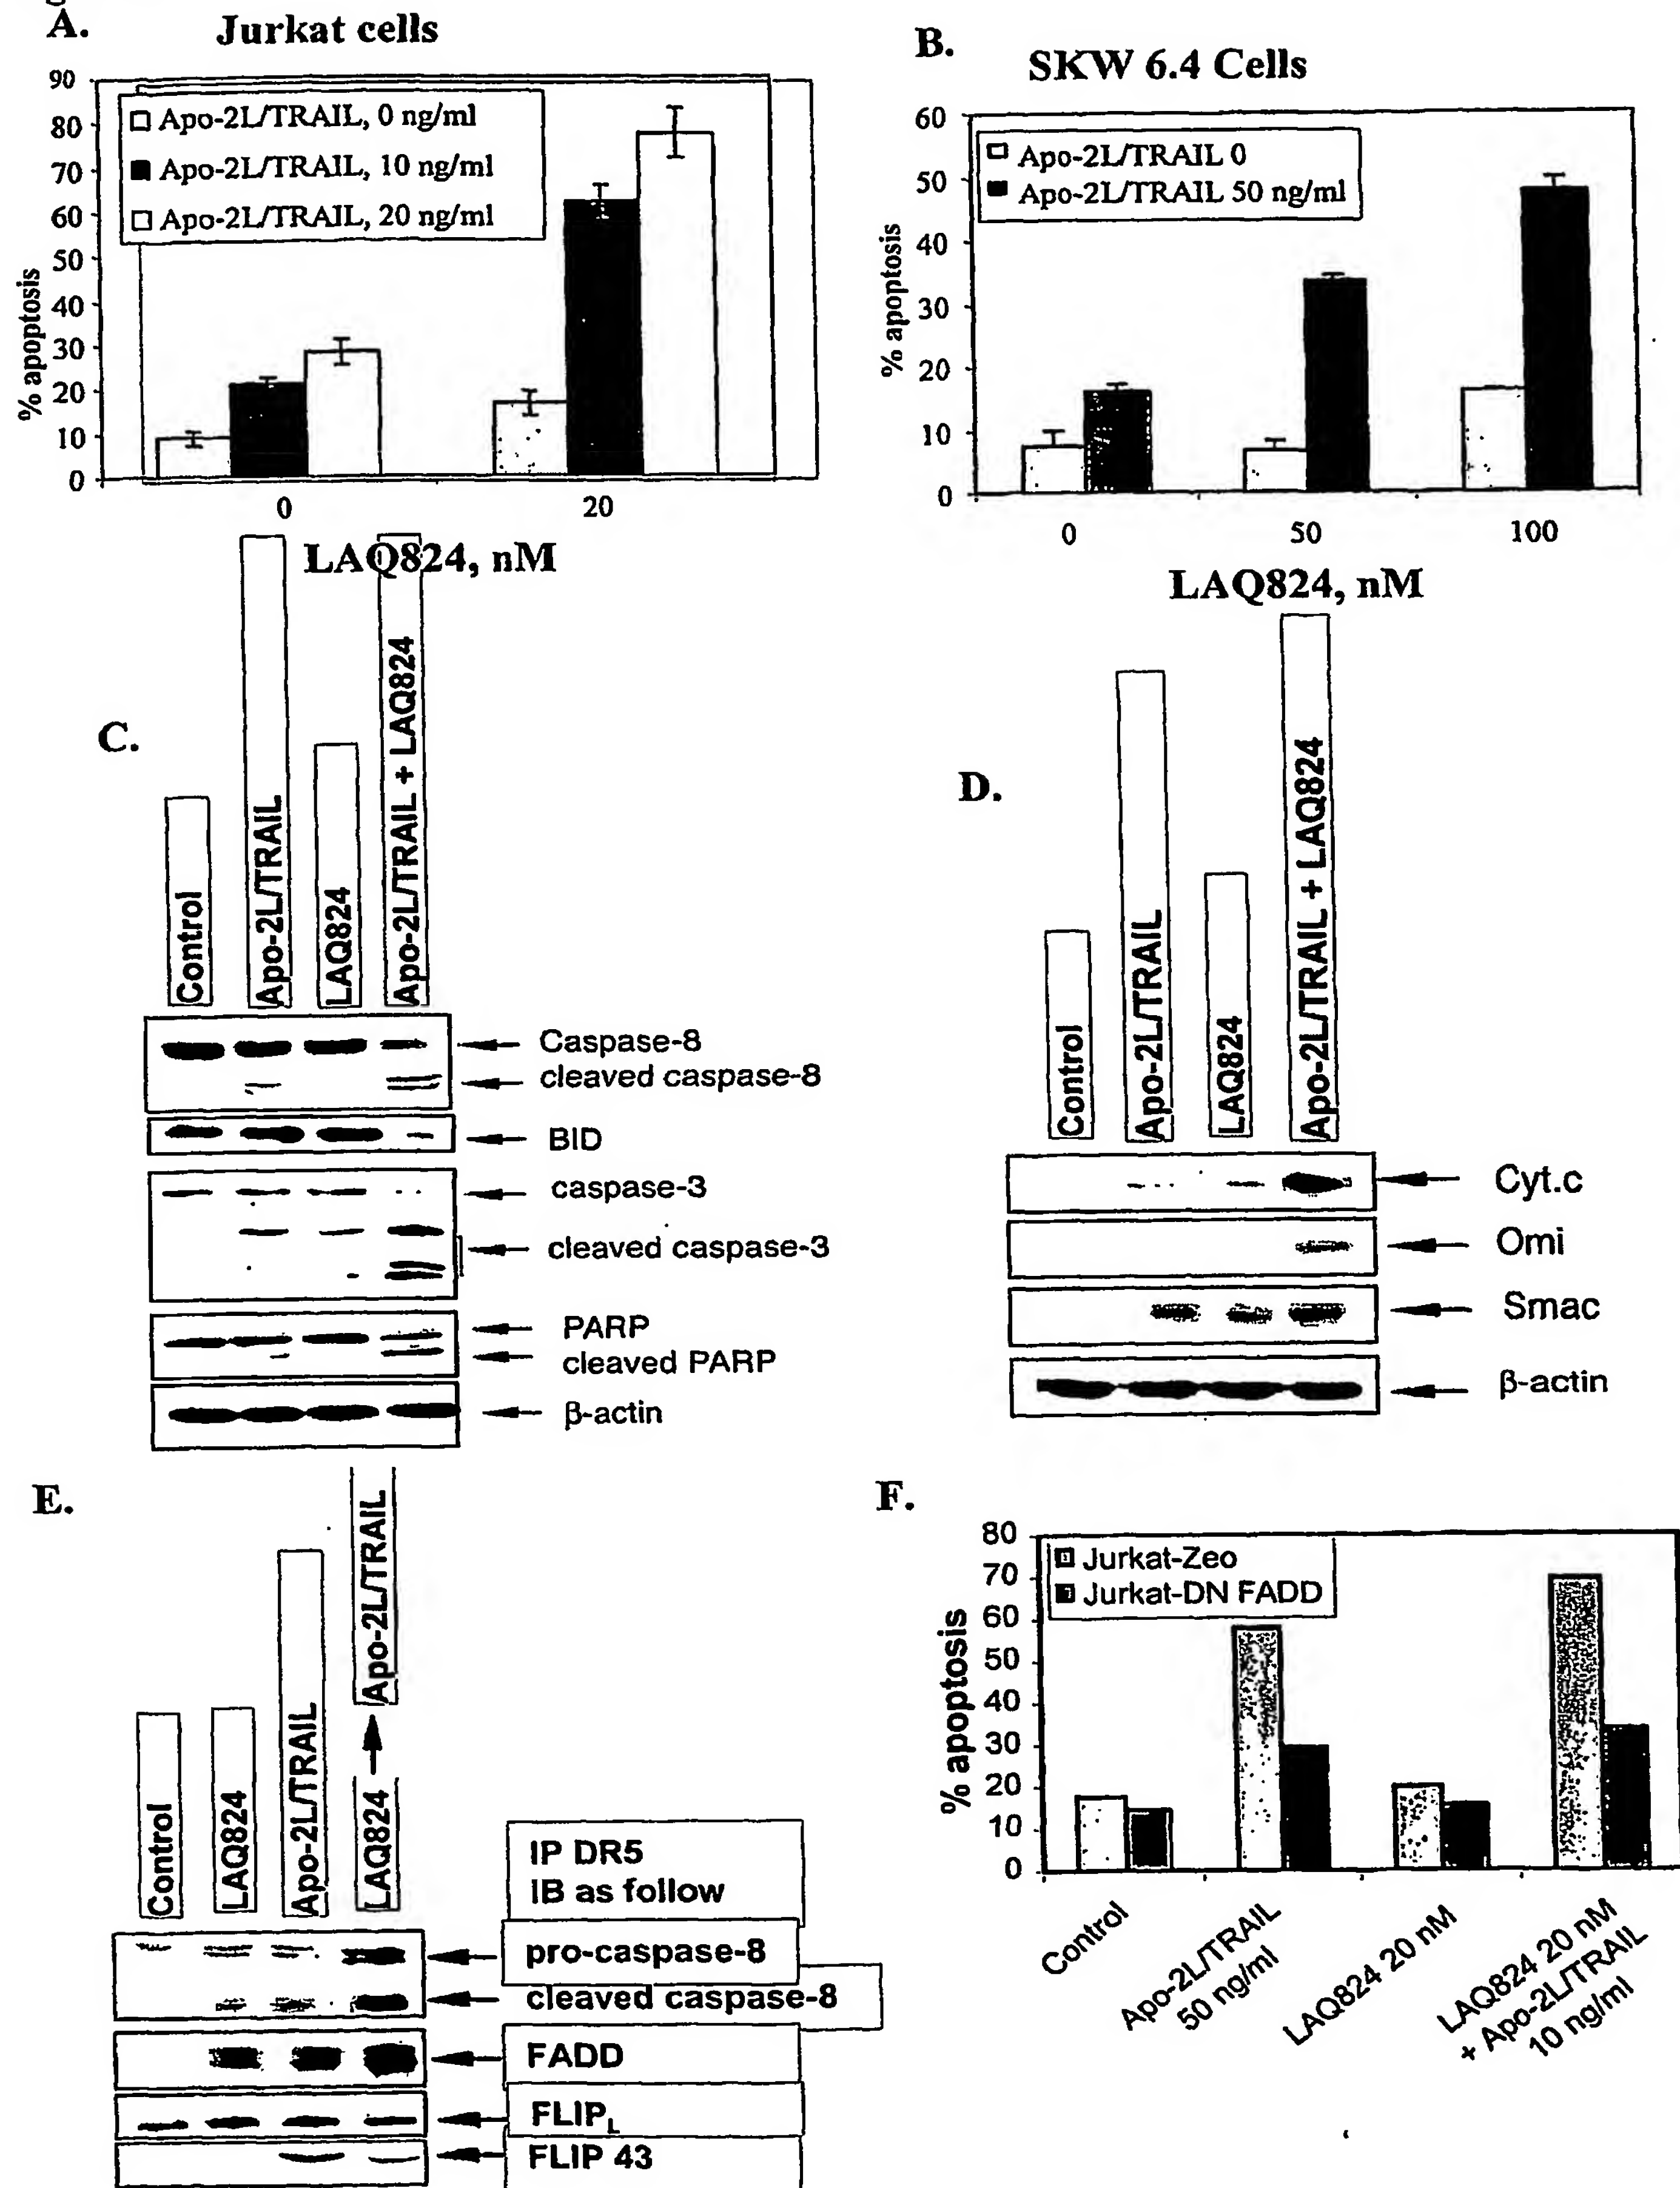 A.
Jurkat cells
90
80
70
60
50
40
30
20
10
0
% apoptosis
Apo-2L/TRAIL, 0 ng/ml
Apo-2L/TRAIL, 10 ng/ml
Apo-2L/TRAIL, 20 ng/ml
0
20
LAQ824, nM
B.
SKW 6.4 Cells
60
50
40
30
20
10
0
% apoptosis
Apo-2L/TRAIL 0
Apo-2L/TRAIL 50 ng/ml
0
50
100
LAQ824, nM
C.
Control
Apo-2L/TRAIL
LAQ824
Apo-2L/TRAIL + LAQ824
Caspase-8
cleaved caspase-8
BID
caspase-3
cleaved caspase-3
PARP
cleaved PARP
β-actin
D.
Control
Apo-2L/TRAIL
LAQ824
Apo-2L/TRAIL + LAQ824
Cyt.c
Omi
Smac
β-actin
E.
Control
LAQ824
Apo-2L/TRAIL
LAQ824
Apo-2L/TRAIL
IP DR5
IB as follow
pro-caspase-8
cleaved caspase-8
FADD
FLIPL
FLIP 43
F.
80
70
60
50
40
30
20
10
0
% apoptosis
Jurkat-Zeo
Jurkat-DN FADD
Control
Apo-2L/TRAIL
50 ng/ml
LAQ824 20 nM
LAQ824 20 nM
+ Apo-2L/TRAIL
10 ng/ml